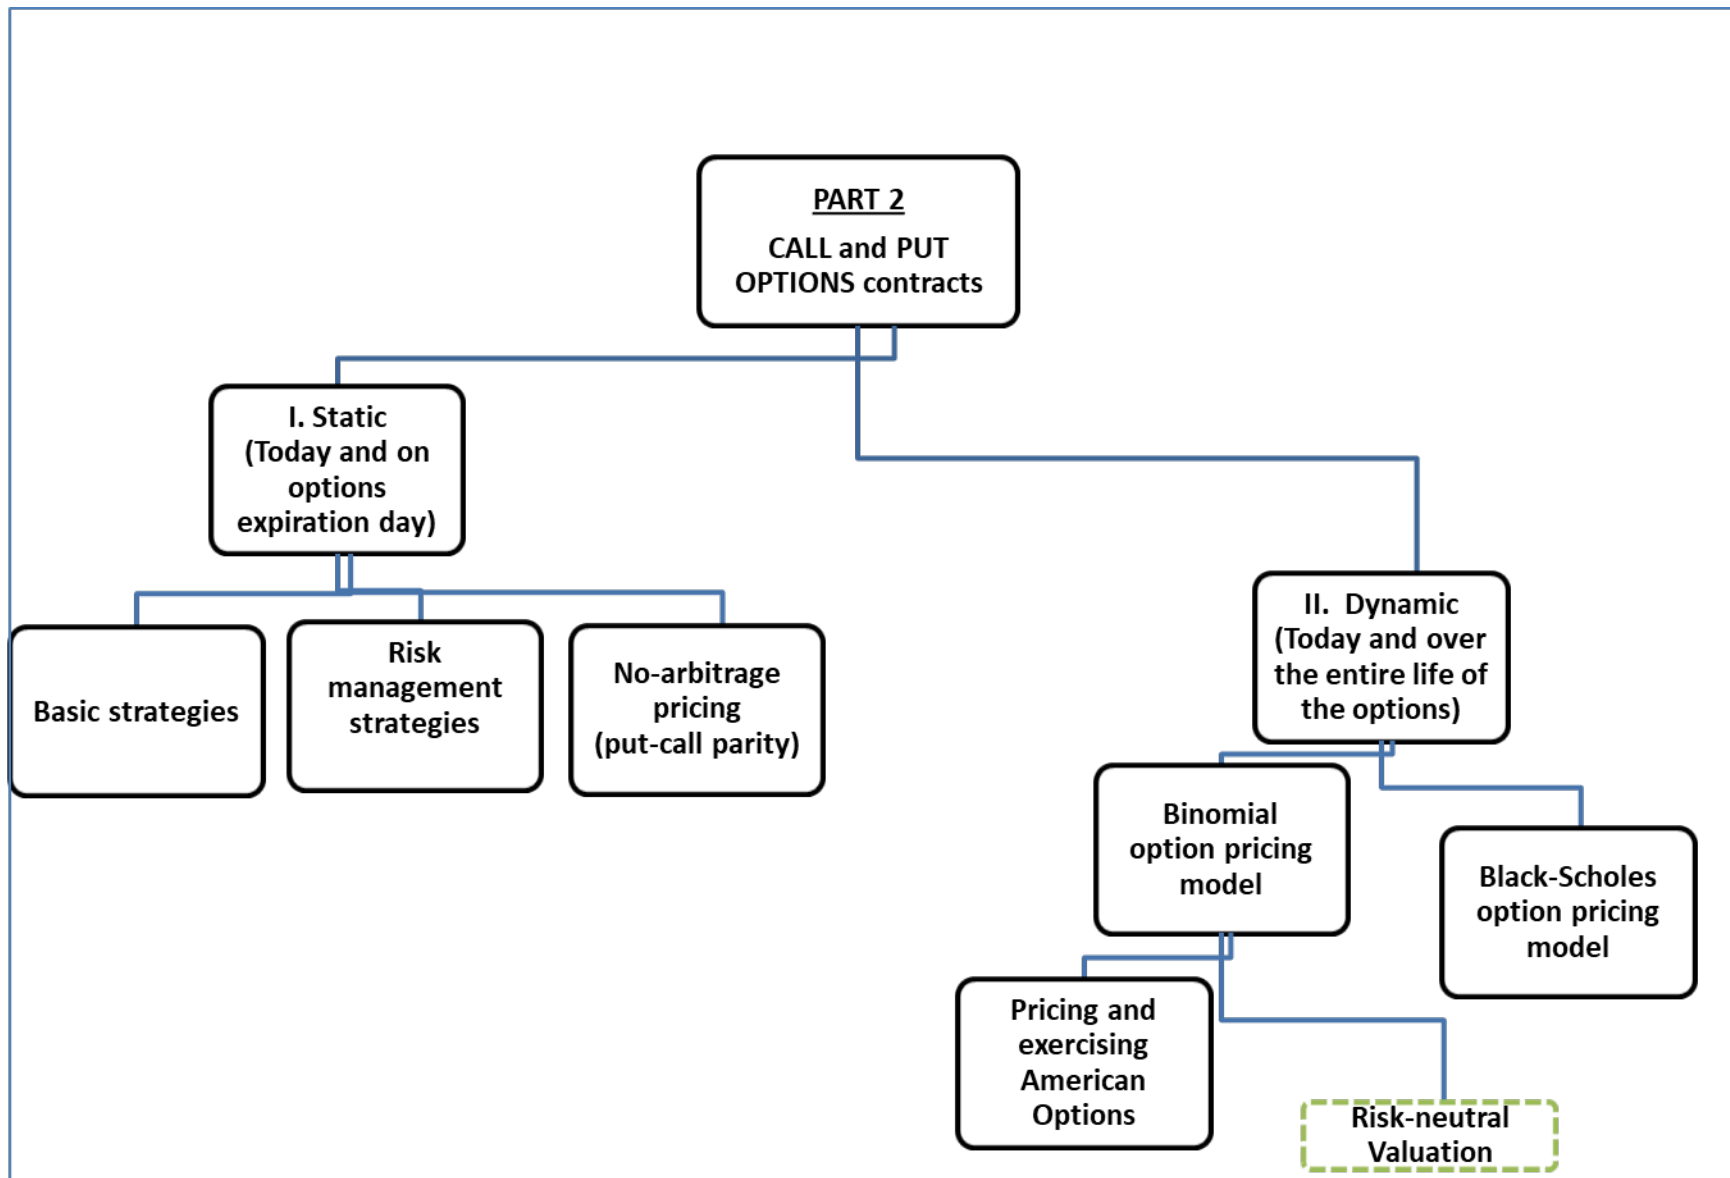 PART 2
CALL and PUT
OPTIONS contracts
I. Static
(Today and on
options
expiration day)
Basic strategies
Risk
management
strategies
No-arbitrage
pricing
(put-call parity)
II. Dynamic
(Today and over
the entire life of
the options)
Binomial
option pricing
model
Black-Scholes
option pricing
model
Pricing and
exercising
American
Options
Risk-neutral
Valuation